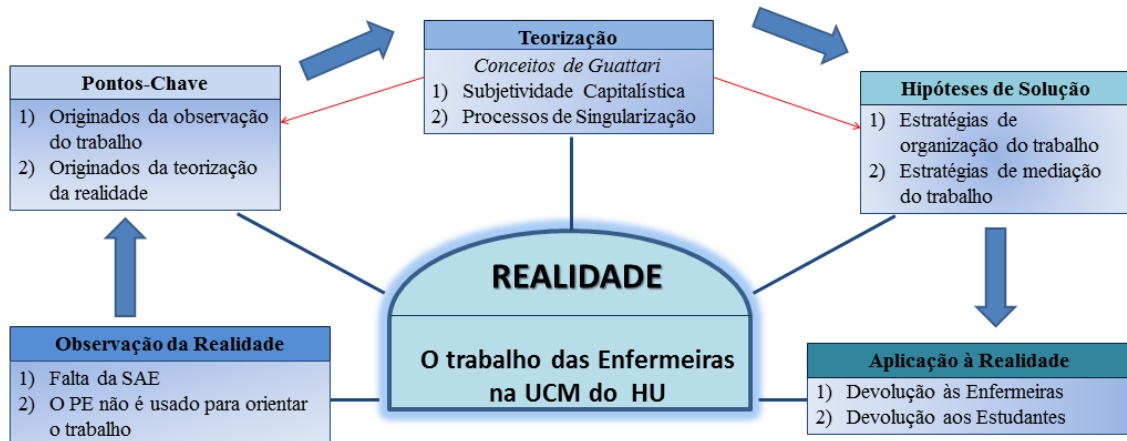 Teorização
Conceitos de Guattari
1) Subjetividade Capitalística
2) Processos de Singularização
Pontos-Chave
1) Originados da observação
do trabalho
2) Originados da teorização
da realidade
Hipóteses de Solução
1) Estratégias de
organização do trabalho
2) Estratégias de mediação
do trabalho
REALIDADE
O trabalho das Enfermeiras
na UCM do HU
Observação da Realidade
1) Falta da SAE
2) O PE não é usado para orientar
o trabalho
Aplicação à Realidade
1) Devolução às Enfermeiras
2) Devolução aos Estudantes